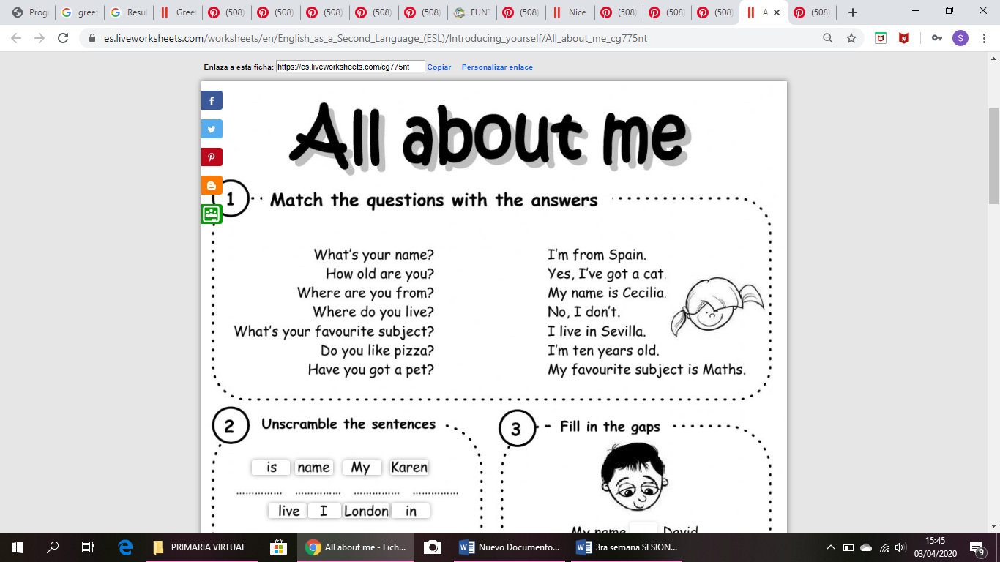 Prog
greet
Resul
Greet
(508)
(508)
(508)
(508)
(508)
FUNT
(508)
Nice
(508)
(508)
(508)
A
(508)
es.liveworksheets.com/worksheets/en/English_as_a_Second_Language_(ESL)/Introducing_yourself/All_about_me_cg775nt
S
Enlaza a esta ficha: https://es.liveworksheets.com/cg775nt Copiar Personalizar enlace
All about me
1 Match the questions with the answers
What's your name? I'm from Spain.
How old are you? Yes, I've got a cat.
Where are you from? My name is Cecilia.
Where do you live? No, I don't.
What's your favourite subject? I live in Sevilla.
Do you like pizza? I'm ten years old.
Have you got a pet? My favourite subject is Maths.
2 Unscramble the sentences
is name My Karen
............... ............... ............... ...............
live I London in
3 Fill in the gaps
My name David
PRIMARIA VIRTUAL
All about me - Fich...
Nuevo Documento...
3ra semana SESION...
15:45
03/04/2020
9